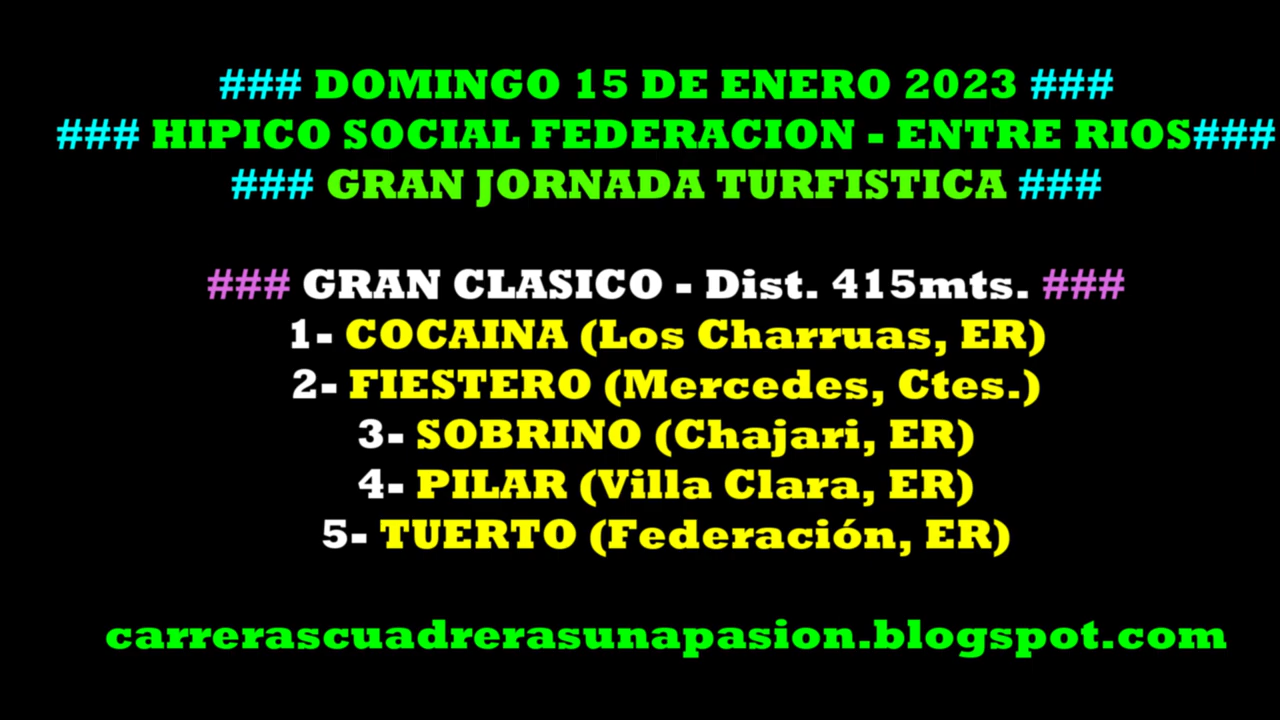 ### DOMINGO 15 DE ENERO 2023 ###
### HIPICO SOCIAL FEDERACION - ENTRE RIOS###
### GRAN JORNADA TURFISTICA ###
### GRAN CLASICO - Dist. 415mts. ###
1- COCAINA (Los Charruas, ER)
2- FIESTERO (Mercedes, Ctes.)
3- SOBRINO (Chajari, ER)
4- PILAR (Villa Clara, ER)
5- TUERTO (Federación, ER)
carrerascuadrerasunapasion.blogspot.com